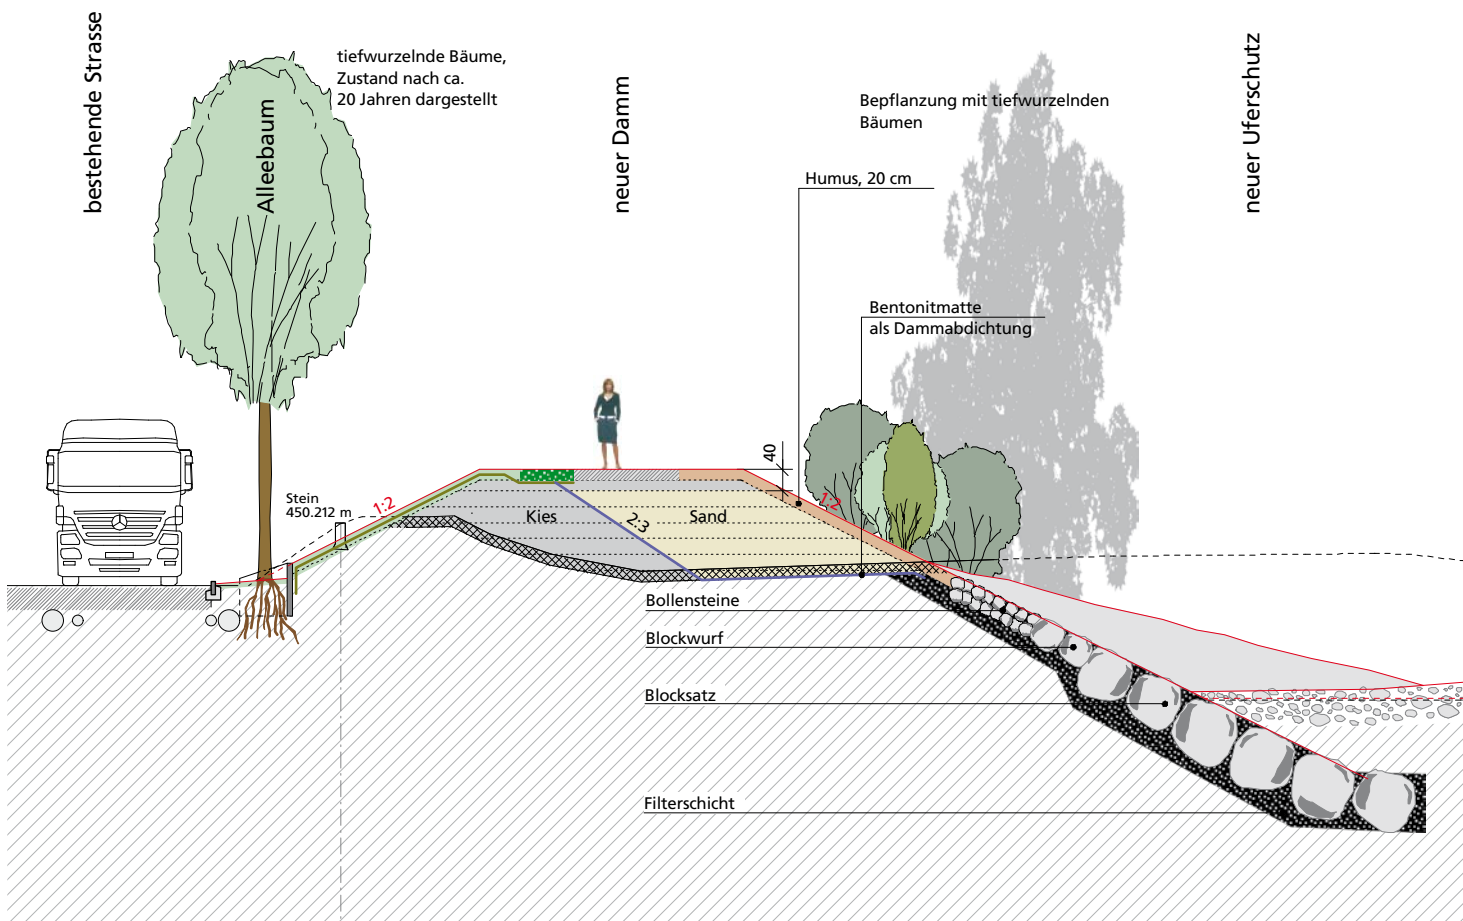 bestehende Strasse
Alleebaum
tiefwurzelnde Bäume,
Zustand nach ca.
20 Jahren dargestellt
neuer Damm
Bepflanzung mit tiefwurzelnden
Bäumen
neuer Uferschutz
Humus, 20 cm
Bentonitmatte
als Dammabdichtung
40
Stein
450.212 m
1:2
Kies
2:3
Sand
1:2
Bollensteine
Blockwurf
Blocksatz
Filterschicht